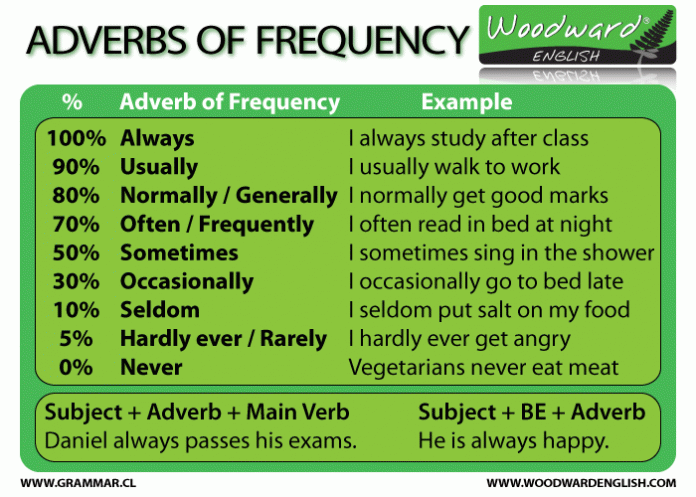 ADVERBS OF FREQUENCY
Woodward®
ENGLISH
% Adverb of Frequency Example
100% Always I always study after class
90% Usually I usually walk to work
80% Normally / Generally I normally get good marks
70% Often / Frequently I often read in bed at night
50% Sometimes I sometimes sing in the shower
30% Occasionally I occasionally go to bed late
10% Seldom I seldom put salt on my food
5% Hardly ever / Rarely I hardly ever get angry
0% Never Vegetarians never eat meat
Subject + Adverb + Main Verb Subject + BE + Adverb
Daniel always passes his exams. He is always happy.
WWW.GRAMMAR.CL WWW.WOODWARDENGLISH.COM